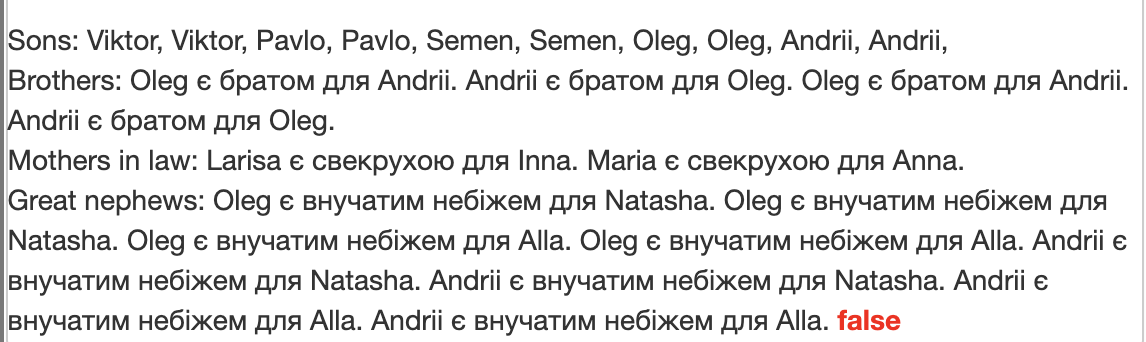 Sons: Viktor, Viktor, Pavlo, Pavlo, Semen, Semen, Oleg, Oleg, Andrii, Andrii,
Brothers: Oleg є братом для Andrii. Andrii є братом для Oleg. Oleg є братом для Andrii.
Andrii є братом для Oleg.
Mothers in law: Larisa є свекрухою для Inna. Maria є свекрухою для Anna.
Great nephews: Oleg є внучатим небіжем для Natasha. Oleg є внучатим небіжем для
Natasha. Oleg є внучатим небіжем для Alla. Oleg є внучатим небіжем для Alla. Andrii є
внучатим небіжем для Natasha. Andrii є внучатим небіжем для Natasha. Andrii є
внучатим небіжем для Alla. Andrii є внучатим небіжем для Alla. false